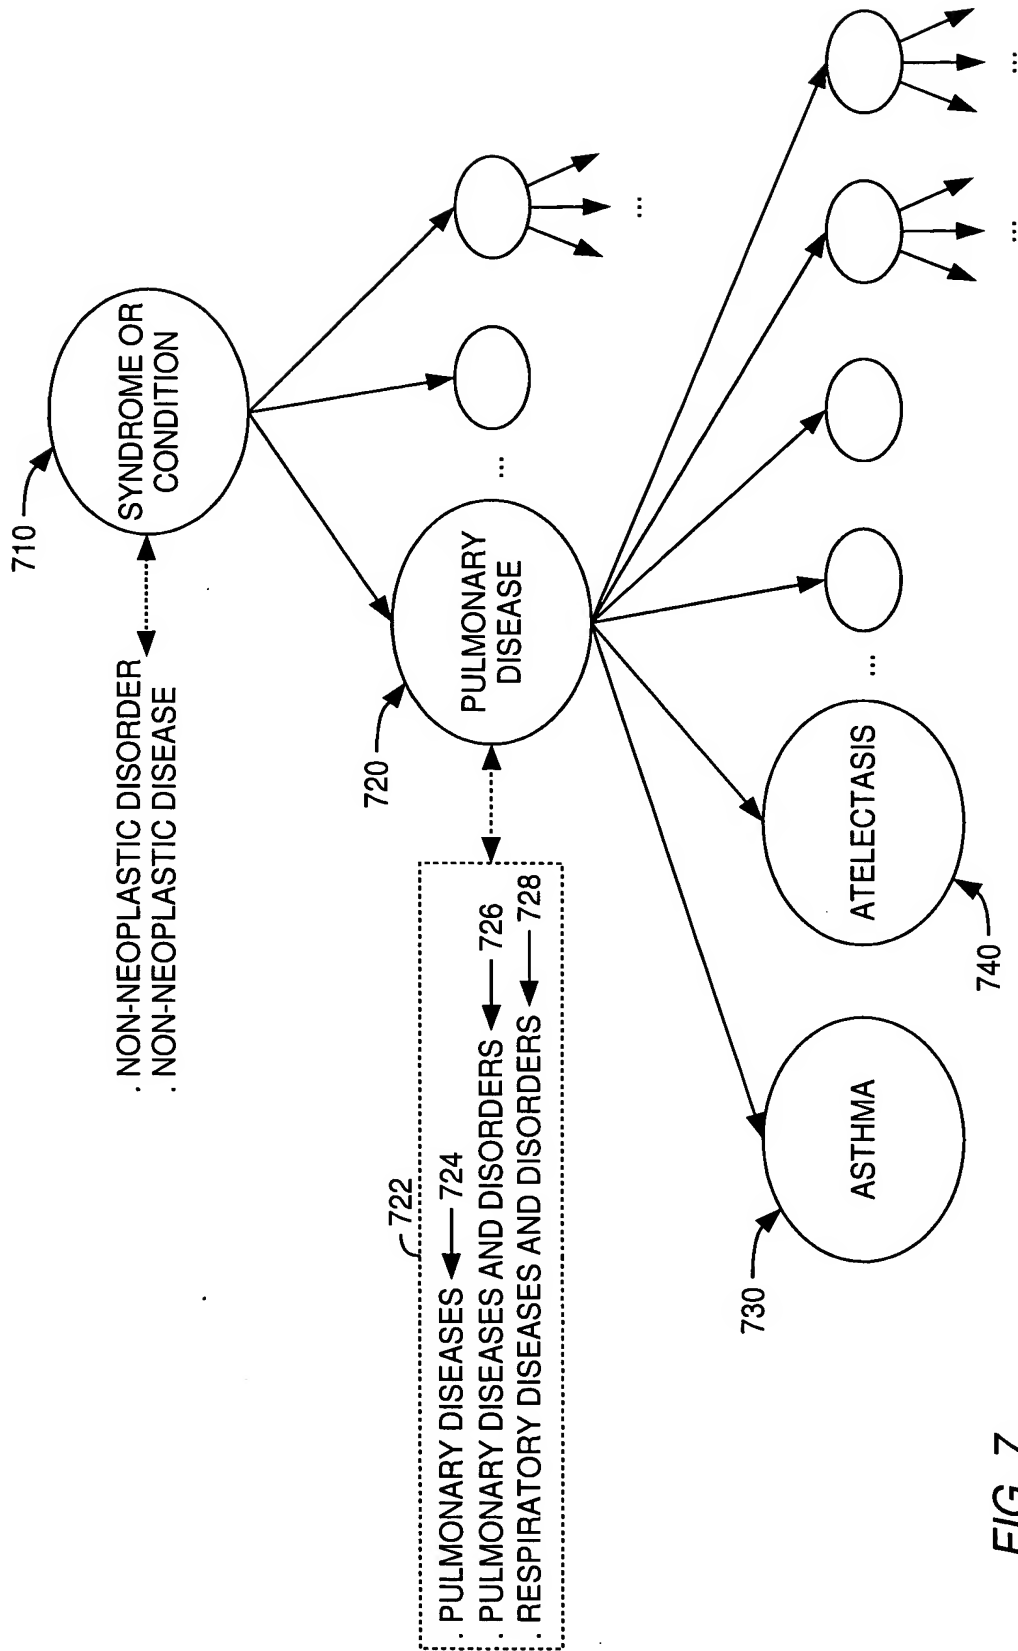 710
SYNDROME OR
CONDITION
. NON-NEOPLASTIC DISORDER
. NON-NEOPLASTIC DISEASE
...
720
PULMONARY
DISEASE
...
722
. PULMONARY DISEASES 724
. PULMONARY DISEASES AND DISORDERS 726
. RESPIRATORY DISEASES AND DISORDERS 728
730
ASTHMA
ATELECTASIS
740
...
...
...
FIG. 7